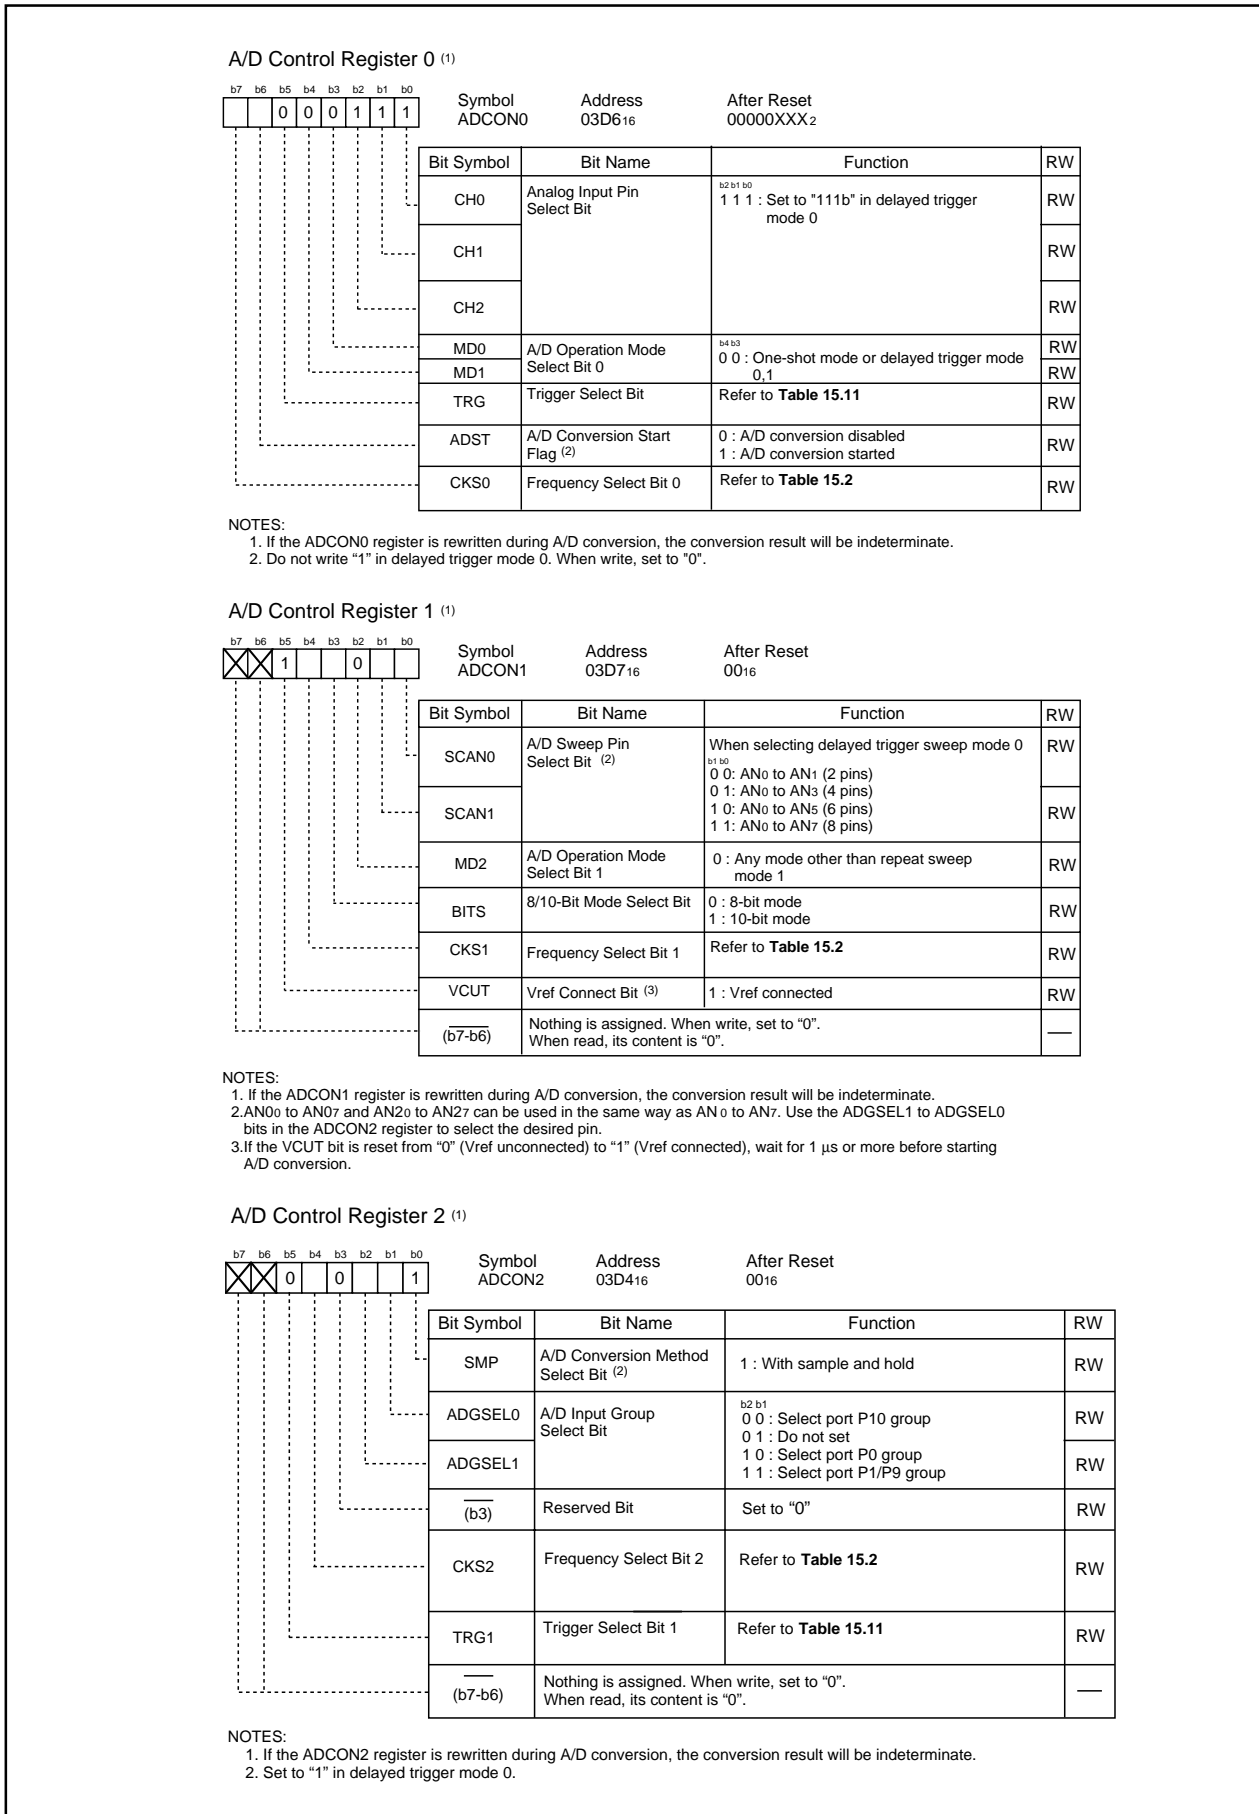 A/D Control Register 0 (1)
b7 b6 b5 b4 b3 b2 b1 b0
0 0 0 1 1 1
Symbol Address After Reset
ADCON0 03D616 00000XXX2
Bit Symbol Bit Name Function RW
CH0 Analog Input Pin Select Bit
b2 b1 b0
1 1 1 : Set to "111b" in delayed trigger
mode 0
RW
CH1 RW
CH2 RW
MD0 A/D Operation Mode
Select Bit 0
b4 b3
0 0 : One-shot mode or delayed trigger mode
0,1
RW
MD1 RW
TRG Trigger Select Bit Refer to Table 15.11 RW
ADST A/D Conversion Start
Flag (2)
0 : A/D conversion disabled
1 : A/D conversion started
RW
CKS0 Frequency Select Bit 0 Refer to Table 15.2 RW
NOTES:
1. If the ADCON0 register is rewritten during A/D conversion, the conversion result will be indeterminate.
2. Do not write “1” in delayed trigger mode 0. When write, set to "0".
A/D Control Register 1 (1)
b7 b6 b5 b4 b3 b2 b1 b0
1 0
Symbol Address After Reset
ADCON1 03D716 0016
Bit Symbol Bit Name Function RW
SCAN0 A/D Sweep Pin
Select Bit (2)
When selecting delayed trigger sweep mode 0
b1 b0
0 0: AN0 to AN1 (2 pins)
0 1: AN0 to AN3 (4 pins)
1 0: AN0 to AN5 (6 pins)
1 1: AN0 to AN7 (8 pins)
RW
SCAN1 RW
MD2 A/D Operation Mode
Select Bit 1
0 : Any mode other than repeat sweep
mode 1
RW
BITS 8/10-Bit Mode Select Bit
0 : 8-bit mode
1 : 10-bit mode
RW
CKS1 Frequency Select Bit 1 Refer to Table 15.2 RW
VCUT Vref Connect Bit (3) 1 : Vref connected RW
(b7-b6) Nothing is assigned. When write, set to “0”.
When read, its content is “0”.
NOTES:
1. If the ADCON1 register is rewritten during A/D conversion, the conversion result will be indeterminate.
2.AN00 to AN07 and AN20 to AN27 can be used in the same way as AN0 to AN7. Use the ADGSEL1 to ADGSEL0
bits in the ADCON2 register to select the desired pin.
3.If the VCUT bit is reset from “0” (Vref unconnected) to “1” (Vref connected), wait for 1 µs or more before starting
A/D conversion.
A/D Control Register 2 (1)
b7 b6 b5 b4 b3 b2 b1 b0
0 0 1
Symbol Address After Reset
ADCON2 03D416 0016
Bit Symbol Bit Name Function RW
SMP A/D Conversion Method
Select Bit (2)
1 : With sample and hold
RW
ADGSEL0 A/D Input Group
Select Bit
b2 b1
0 0 : Select port P10 group
0 1 : Do not set
1 0 : Select port P0 group
1 1 : Select port P1/P9 group
RW
ADGSEL1 RW
(b3) Reserved Bit Set to “0” RW
CKS2 Frequency Select Bit 2 Refer to Table 15.2 RW
TRG1 Trigger Select Bit 1 Refer to Table 15.11 RW
(b7-b6) Nothing is assigned. When write, set to “0”.
When read, its content is “0”.
NOTES:
1. If the ADCON2 register is rewritten during A/D conversion, the conversion result will be indeterminate.
2. Set to “1” in delayed trigger mode 0.